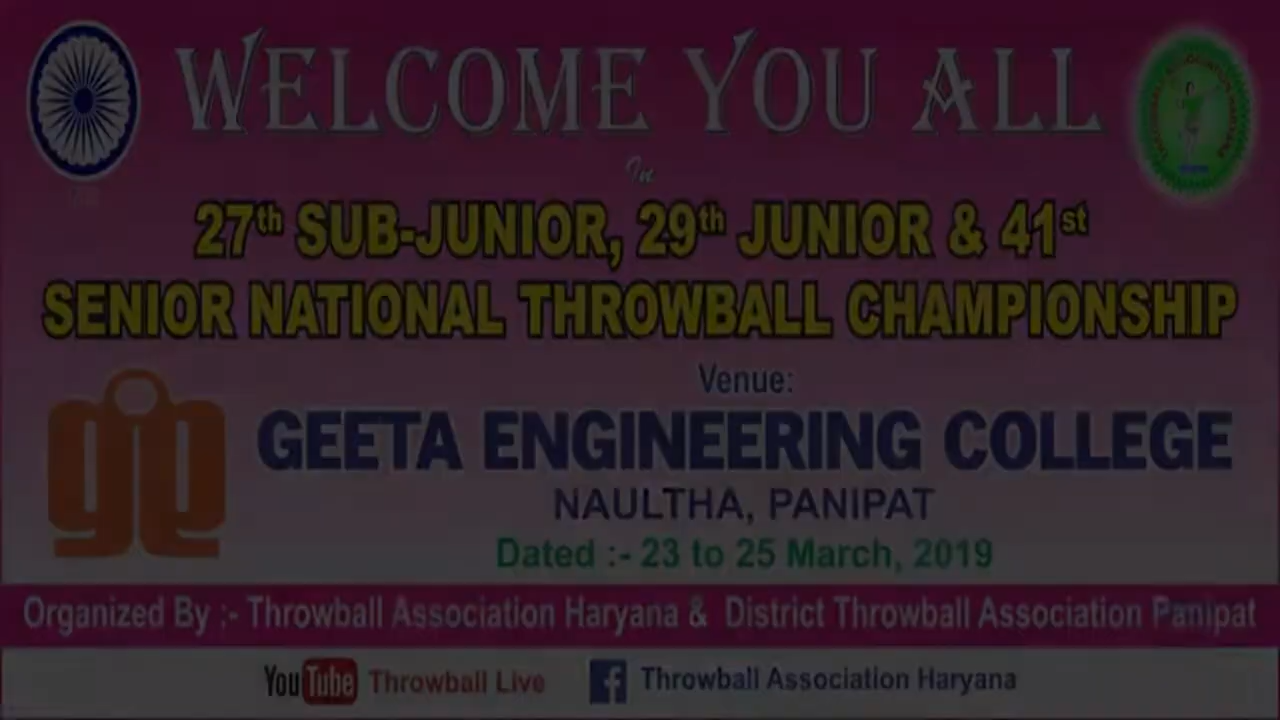 WELCOME YOU ALL
In
27th SUB-JUNIOR, 29th JUNIOR & 41st
SENIOR NATIONAL THROWBALL CHAMPIONSHIP
Venue:
GEETA ENGINEERING COLLEGE
NAULTHA, PANIPAT
Dated :- 23 to 25 March, 2019
Organized By :- Throwball Association Haryana & District Throwball Association Panipat
YouTube Throwball Live
Throwball Association Haryana